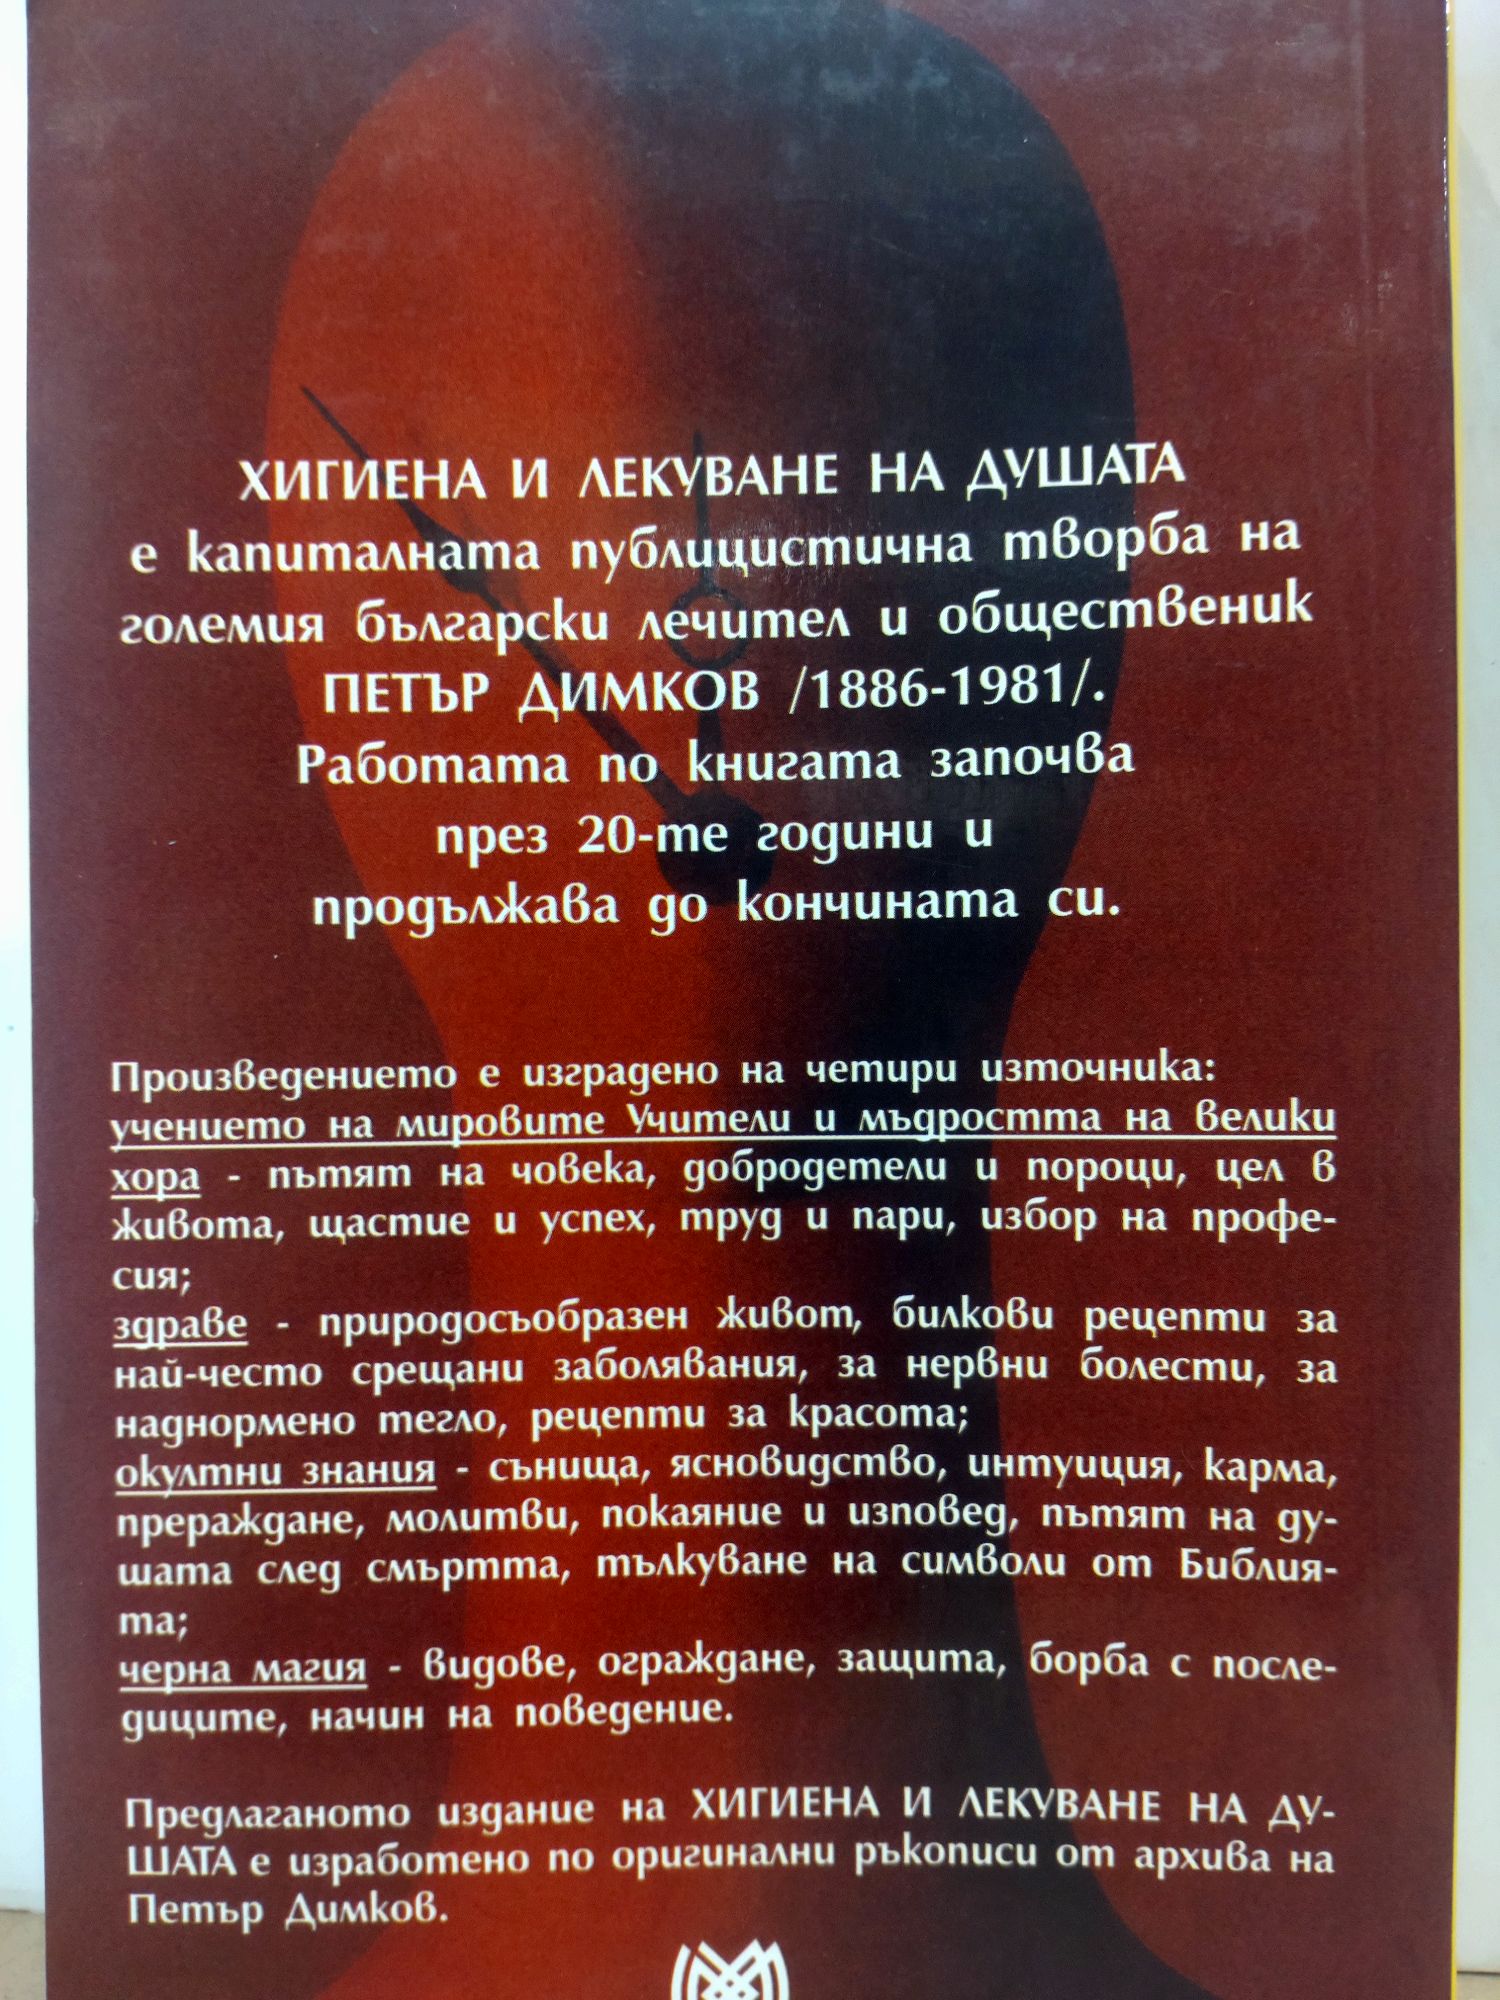 ХИГИЕНА И ЛЕКУВАНЕ НА ДУШАТА
е капиталната публицистична творба на
големия български лечител и общественик
ПЕТЪР ДИМКОВ /1886-1981/.
Работата по книгата започва
през 20-те години и
продължава до кончината си.
Произведението е изградено на четири източника:
учението на мировите Учители и мъдростта на велики
хора - пътят на човека, добродетели и пороци, цел в
живота, щастие и успех, труд и пари, избор на профе-
сия;
здраве - природосъобразен живот, билкови рецепти за
най-често срещани заболявания, за нервни болести, за
наднормено тегло, рецепти за красота;
окултни знания - сънища, ясновидство, интуиция, карма,
прераждане, молитви, покаяние и изповед, пътят на ду-
шата след смъртта, тълкуване на символи от Библия-
та;
черна магия - видове, ограждане, защита, борба с после-
диците, начин на поведение.
Предлаганото издание на ХИГИЕНА И ЛЕКУВАНЕ НА ДУ-
ШАТА е изработено по оригинални ръкописи от архива на
Петър Димков.